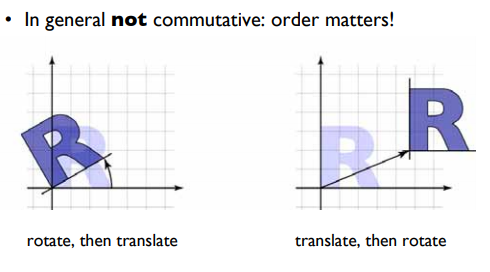 • In general not commutative: order matters!
R R
R R
rotate, then translate
translate, then rotate